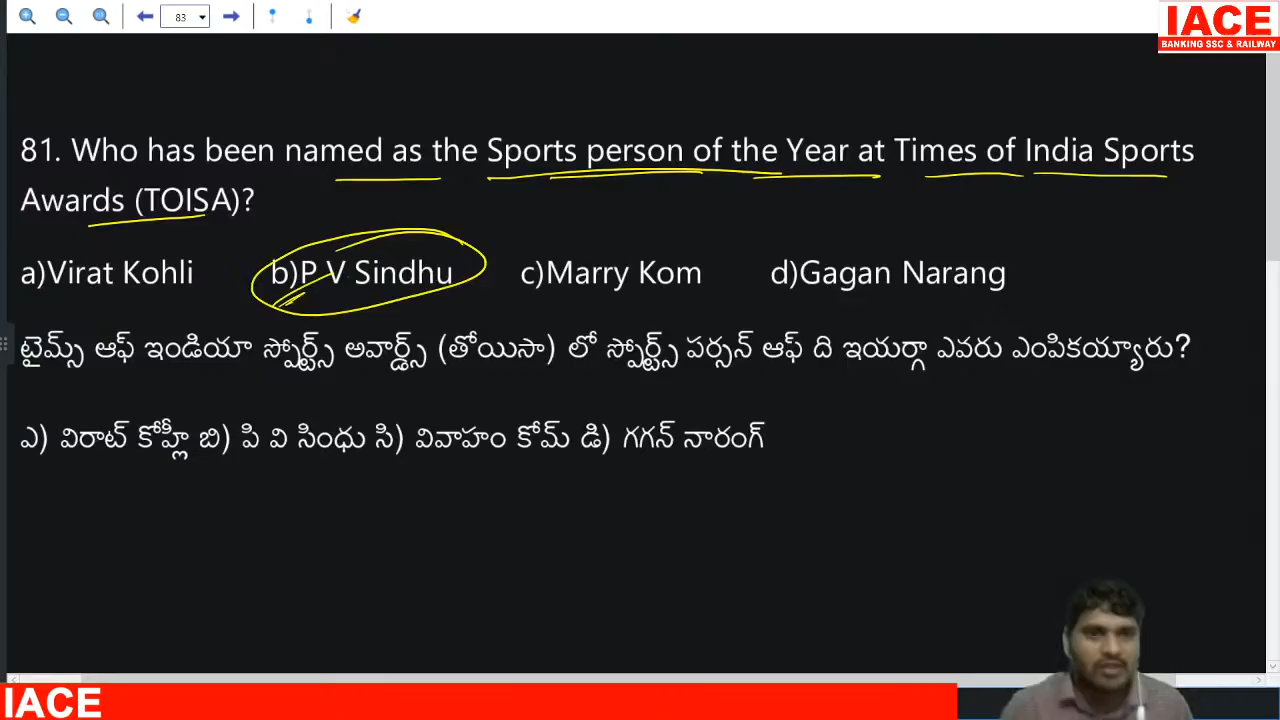 83
IACE
BANKING SSC & RAILWAY
81. Who has been named as the Sports person of the Year at Times of India Sports
Awards (TOISA)?
a)Virat Kohli b)P V Sindhu c)Marry Kom d)Gagan Narang
టైమ్స్ ఆఫ్ ఇండియా స్పోర్ట్స్ అవార్డ్స్ (తోయిసా) లో స్పోర్ట్స్ పర్సన్ ఆఫ్ ది ఇయర్గా ఎవరు ఎంపికయ్యారు?
ఎ) విరాట్ కోహ్లీ బి) పి వి సింధు సి) వివాహం కోమ్ డి) గగన్ నారంగ్
IACE